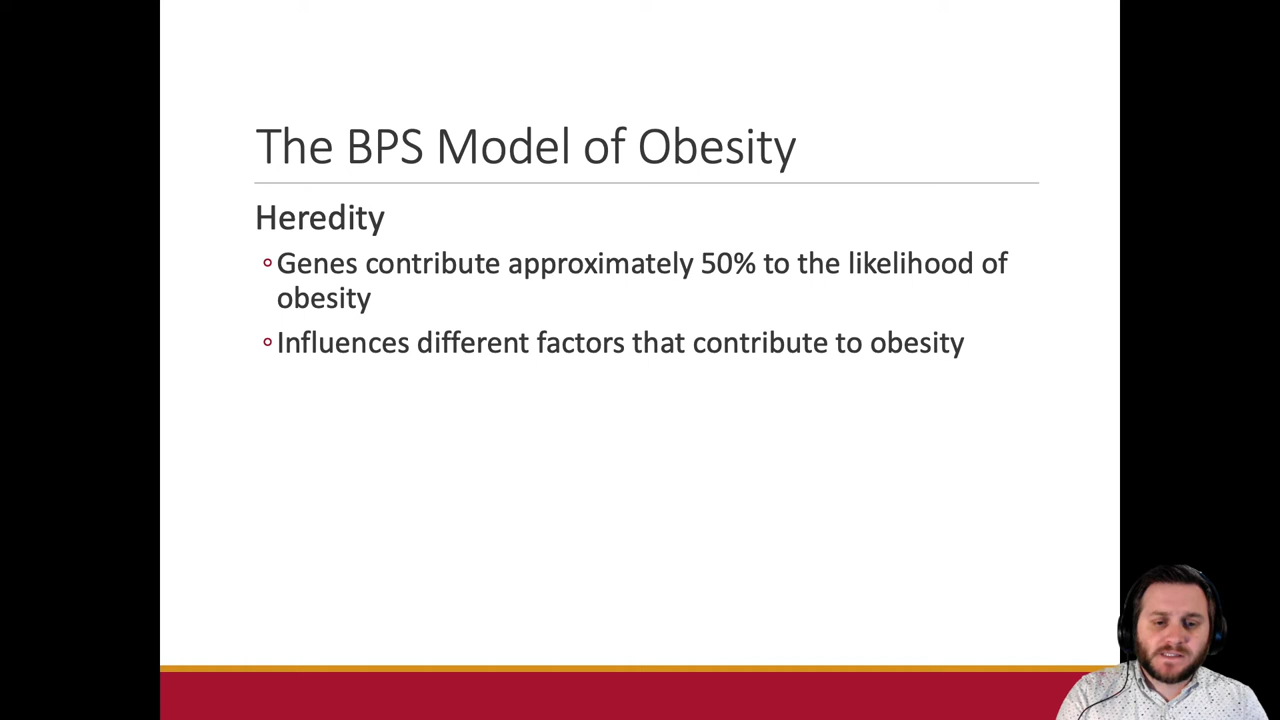 The BPS Model of Obesity
Heredity
◦Genes contribute approximately 50% to the likelihood of
obesity
◦Influences different factors that contribute to obesity